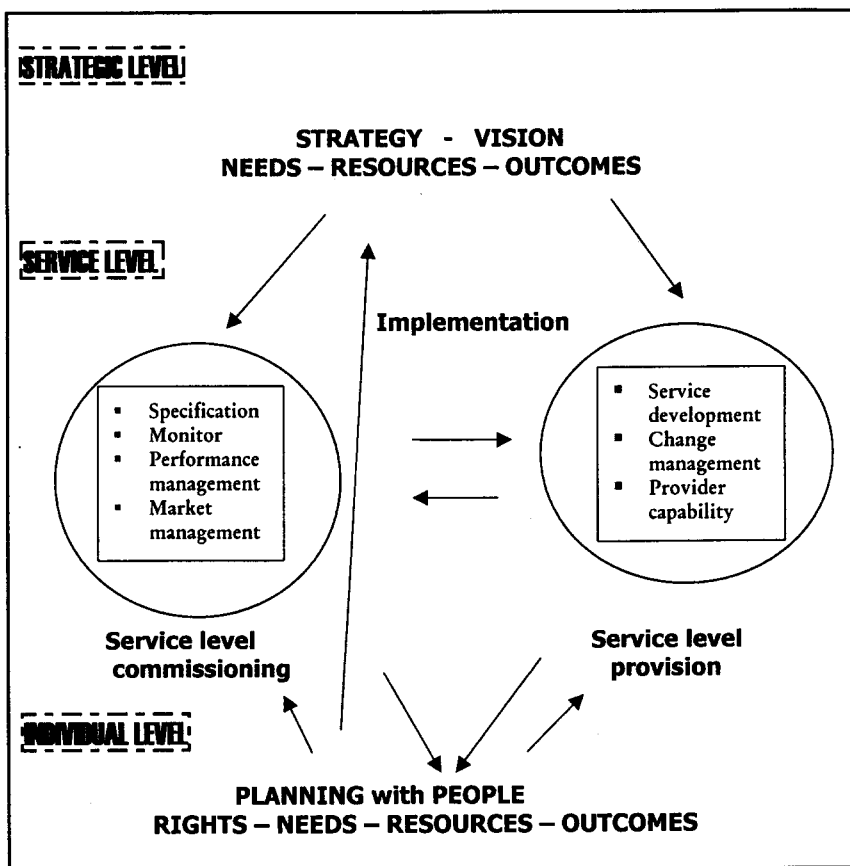 STRATEGIC LEVEL
STRATEGY - VISION
NEEDS – RESOURCES – OUTCOMES
SERVICE LEVEL
Implementation
▪ Specification
▪ Monitor
▪ Performance
management
▪ Market
management
▪ Service
development
▪ Change
management
▪ Provider
capability
Service level
commissioning
Service level
provision
INDIVIDUAL LEVEL
PLANNING with PEOPLE
RIGHTS – NEEDS – RESOURCES – OUTCOMES